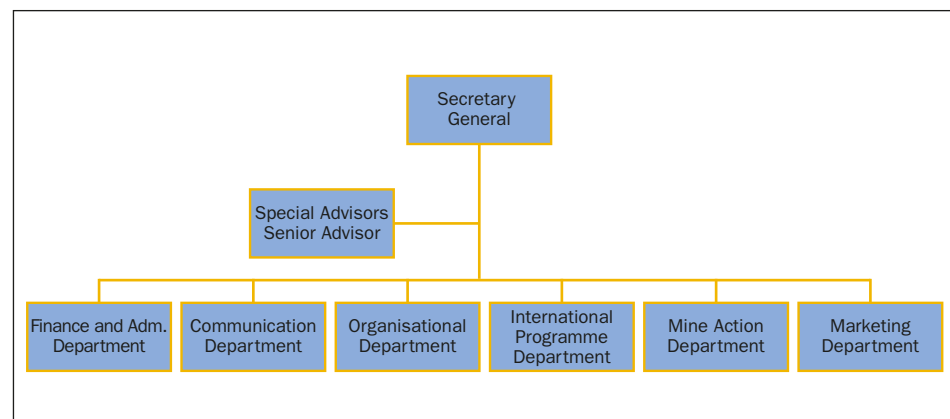 Secretary
General
Special Advisors
Senior Advisor
Finance and Adm.
Department
Communication
Department
Organisational
Department
International
Programme
Department
Mine Action
Department
Marketing
Department